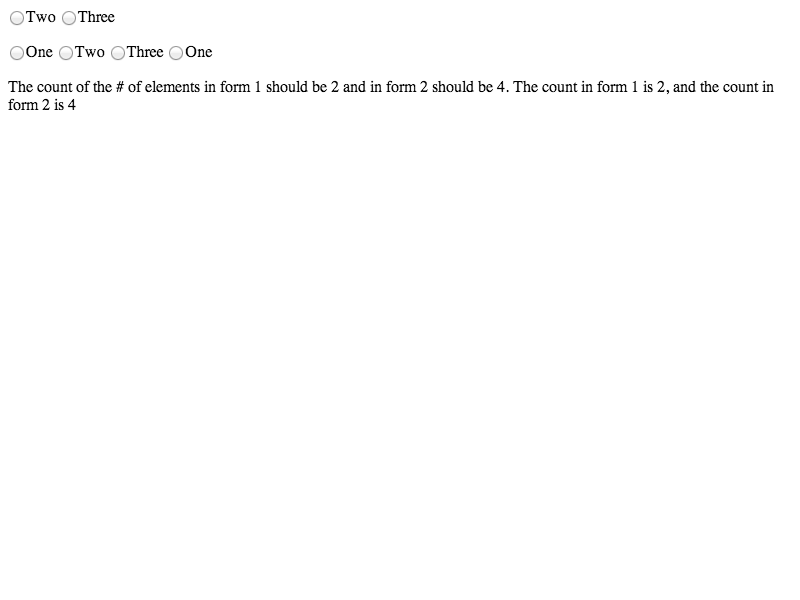 Two Three
One Two Three One
The count of the # of elements in form 1 should be 2 and in form 2 should be 4. The count in form 1 is 2, and the count in
form 2 is 4